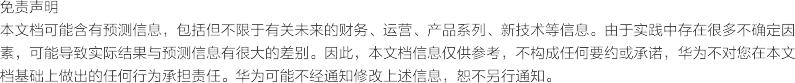 免责声明
本文档可能含有预测信息，包括但不限于有关未来的财务、运营、产品系列、新技术等信息。由于实践中存在很多不确定因
素，可能导致实际结果与预测信息有很大的差别。因此，本文档信息仅供参考，不构成任何要约或承诺，华为不对您在本文
档基础上做出的任何行为承担责任。华为可能不经通知修改上述信息，恕不另行通知。